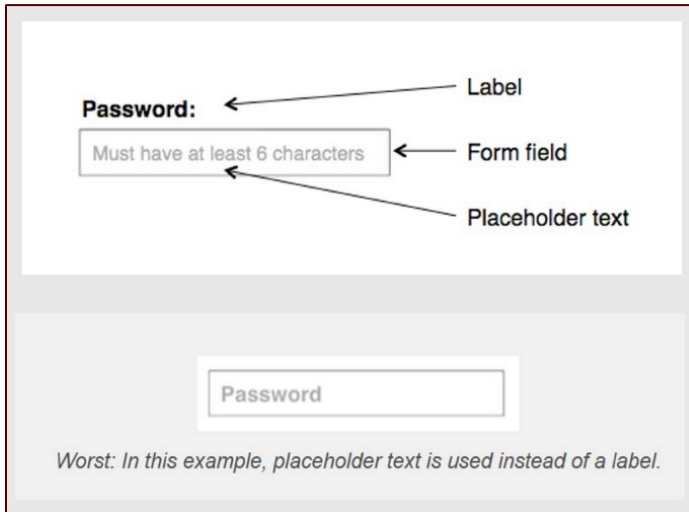 Label
Password:
Must have at least 6 characters
Form field
Placeholder text
Password
Worst: In this example, placeholder text is used instead of a label.